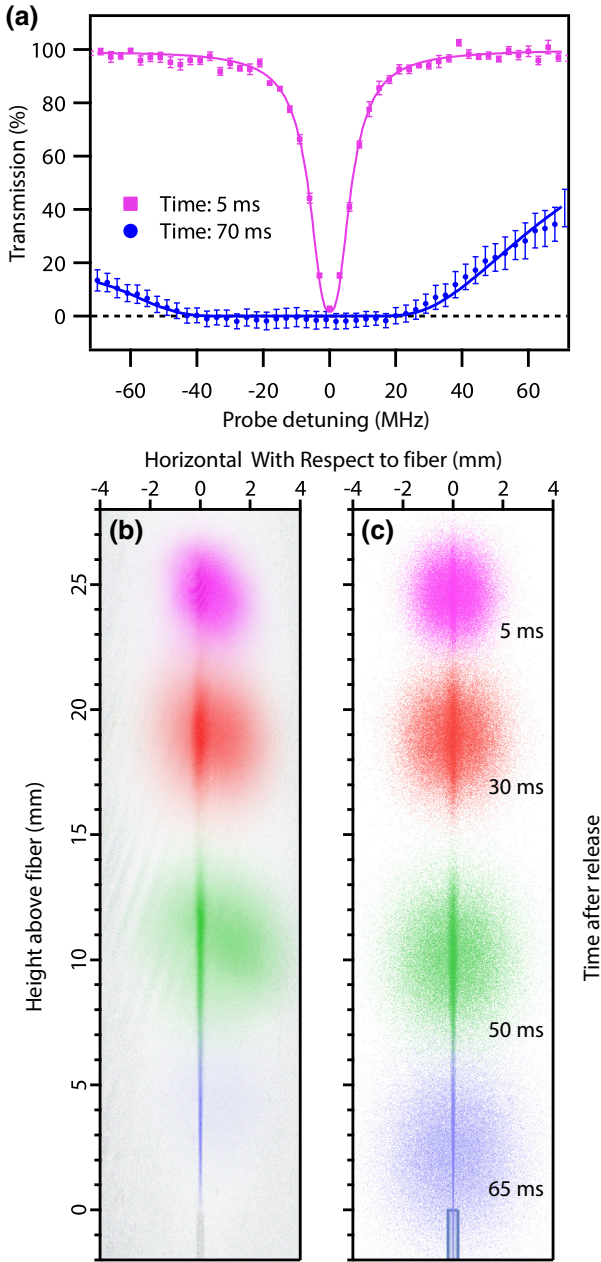 (a)
100
80
60
40
20
0
Transmission (%)
Time: 5 ms
Time: 70 ms
-60 -40 -20 0 20 40 60
Probe detuning (MHz)
Horizontal With Respect to fiber (mm)
-4 -2 0 2 4 -4 -2 0 2 4
(b) (c)
25
20
15
10
5
0
Height above fiber (mm)
5 ms
30 ms
50 ms
65 ms
Time after release